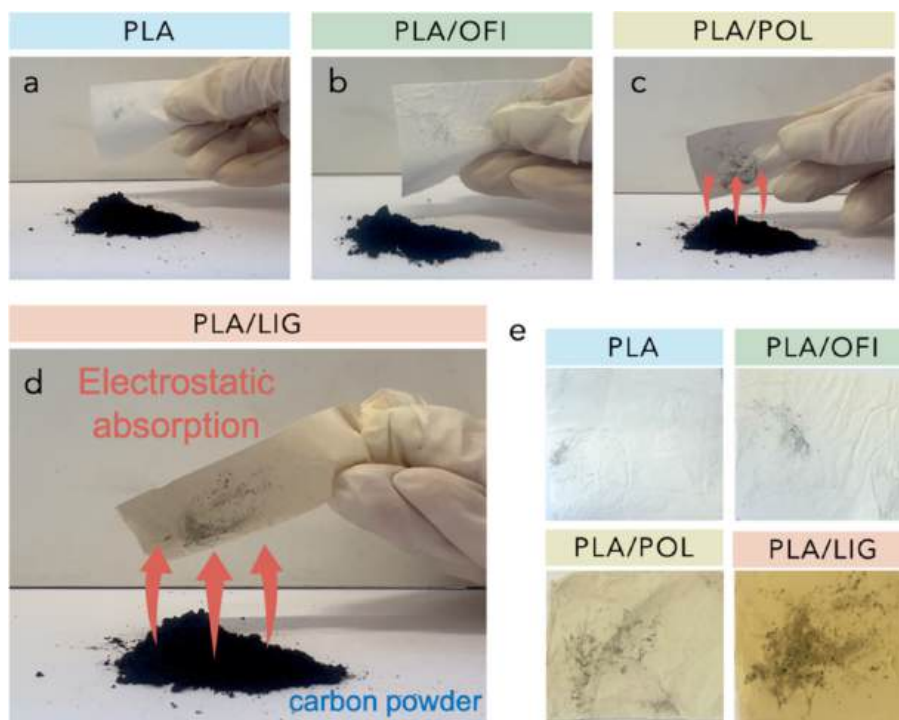 PLA
PLA/OFI
PLA/POL
a
b
c
PLA/LIG
d
Electrostatic
absorption
carbon powder
e
PLA
PLA/OFI
PLA/POL
PLA/LIG